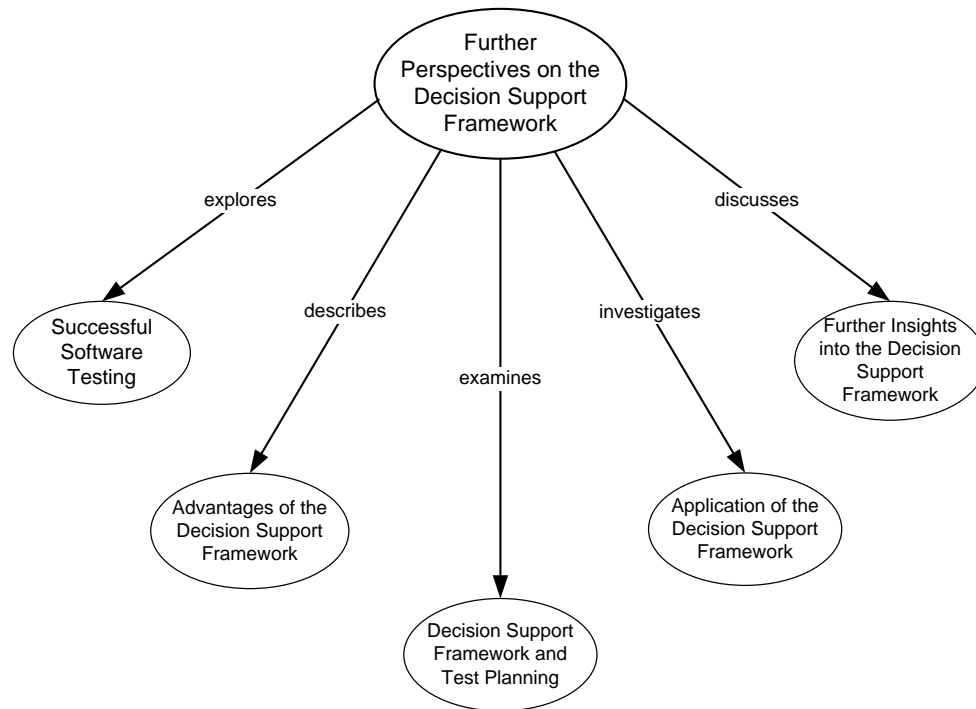 Further
Perspectives on the
Decision Support
Framework
explores
discusses
describes
investigates
examines
Successful
Software
Testing
Further Insights
into the Decision
Support
Framework
Advantages of the
Decision Support
Framework
Application of the
Decision Support
Framework
Decision Support
Framework and
Test Planning